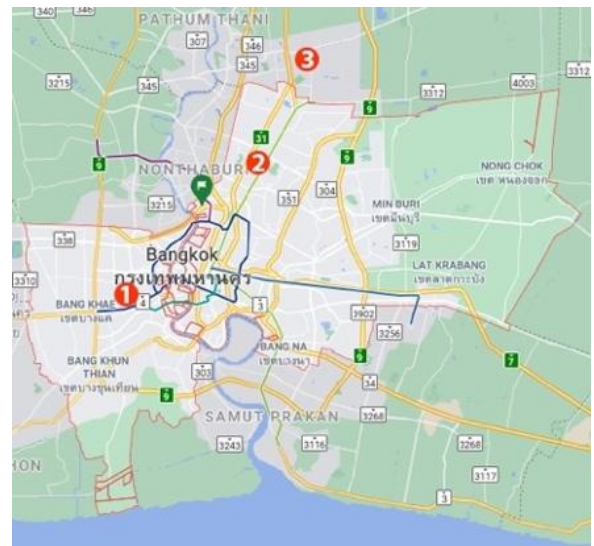 340
PATHUM THANI
307
346
3215
345
345
3
9
3312
4003
3312
3312
31
9
2
9
NONTHABURI
3215
304
351
NONG CHOK
เขต หนองจอก
MIN BURI
เขตมีนบุรี
338
3119
Bangkok
กรุงเทพมหานคร
3310
LAT KRABANG
เขตลาดกระบัง
BANG KHAE
เขตบางแค
1
4
3
3902
3256
BANG NA
เขตบางนา
9
7
BANG KHUN
THIAN
เขตบางขุนเทียน
303
34
9
SAMUT PRAKAN
3268
3243
3116
3268
3117
HON
3